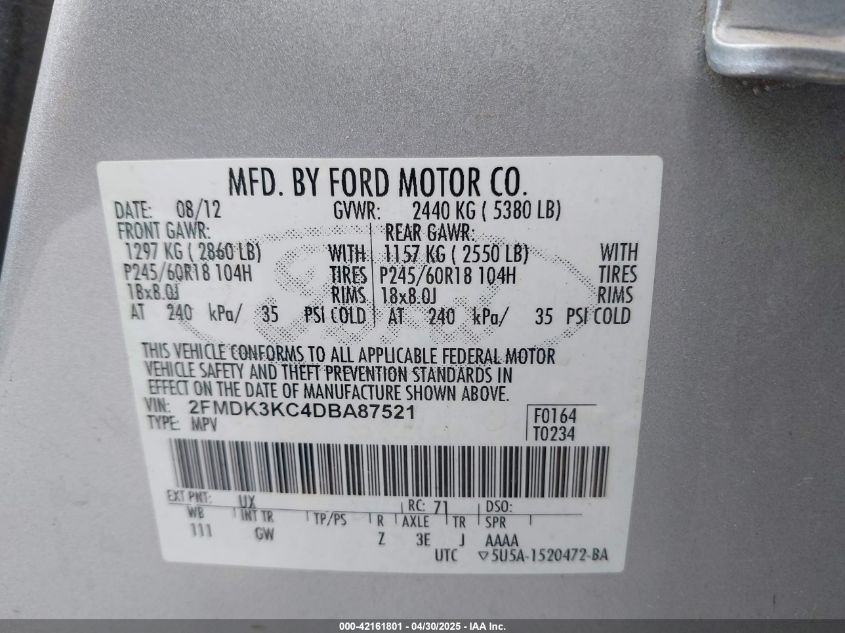 MFD. BY FORD MOTOR CO.
DATE: 08/12 GVWR: 2440 KG ( 5380 LB)
FRONT GAWR: REAR GAWR:
1297 KG ( 2860 LB) WITH 1157 KG ( 2550 LB) WITH
P245/60R18 104H TIRES P245/60R18 104H TIRES
18x8.0J RIMS 18x8.0J RIMS
AT 240 kPa/ 35 PSI COLD AT 240 kPa/ 35 PSI COLD
Ford
THIS VEHICLE CONFORMS TO ALL APPLICABLE FEDERAL MOTOR
VEHICLE SAFETY AND THEFT PREVENTION STANDARDS IN
EFFECT ON THE DATE OF MANUFACTURE SHOWN ABOVE.
VIN: 2FMDK3KC4DBA87521
TYPE: MPV
F0164
T0234
EXT PNT: UX RC: 71 DSO:
WB INT TR TP/PS R AXLE TR SPR
111 GW Z 3E J AAAA
UTC ▽5U5A-1520472-BA
000-42161801 - 04/30/2025 - IAA Inc.